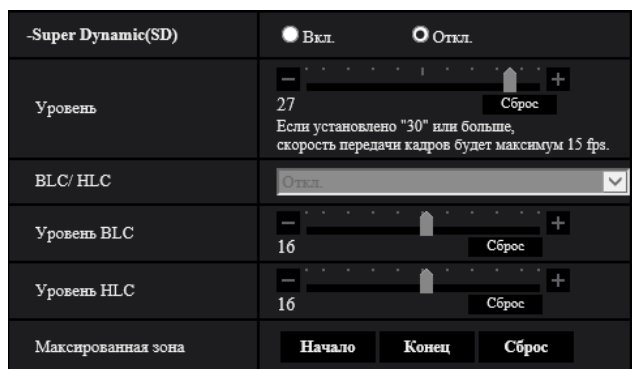 -Super Dynamic(SD) Вкл. Откл.
Уровень
27 Сброс
Если установлено "30" или больше,
скорость передачи кадров будет максимум 15 fps.
BLC/ HLC Откл.
Уровень BLC
16 Сброс
Уровень HLC
16 Сброс
Максированная зона Начало Конец Сброс